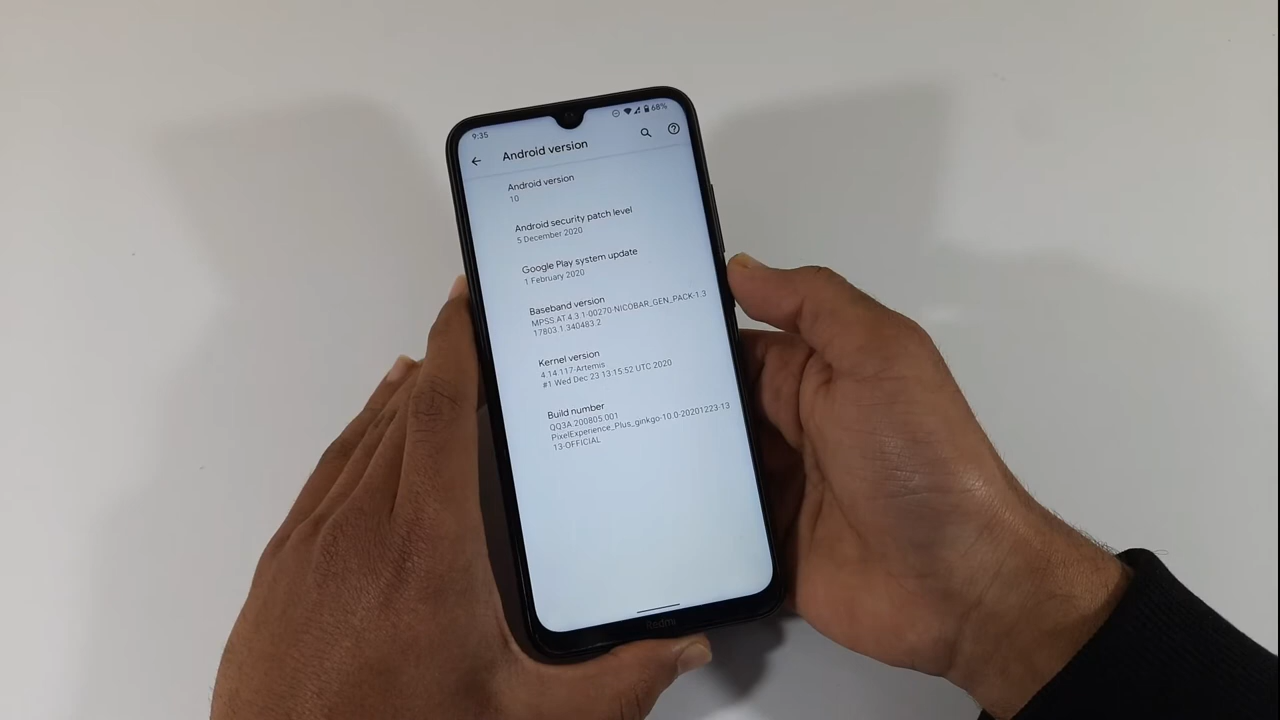 9:35
68%
Android version
Android version
10
Android security patch level
5 December 2020
Google Play system update
1 February 2020
Baseband version
MPSS.AT.4.3.1-00270-NICOBAR_GEN_PACK-1.3
17803.1.340483.2
Kernel version
4.14.117-Artemis
#1 Wed Dec 23 13:15:52 UTC 2020
Build number
QQ3A.200805.001
PixelExperience_Plus_ginkgo-10.0-20201223-13
13-OFFICIAL
Redmi